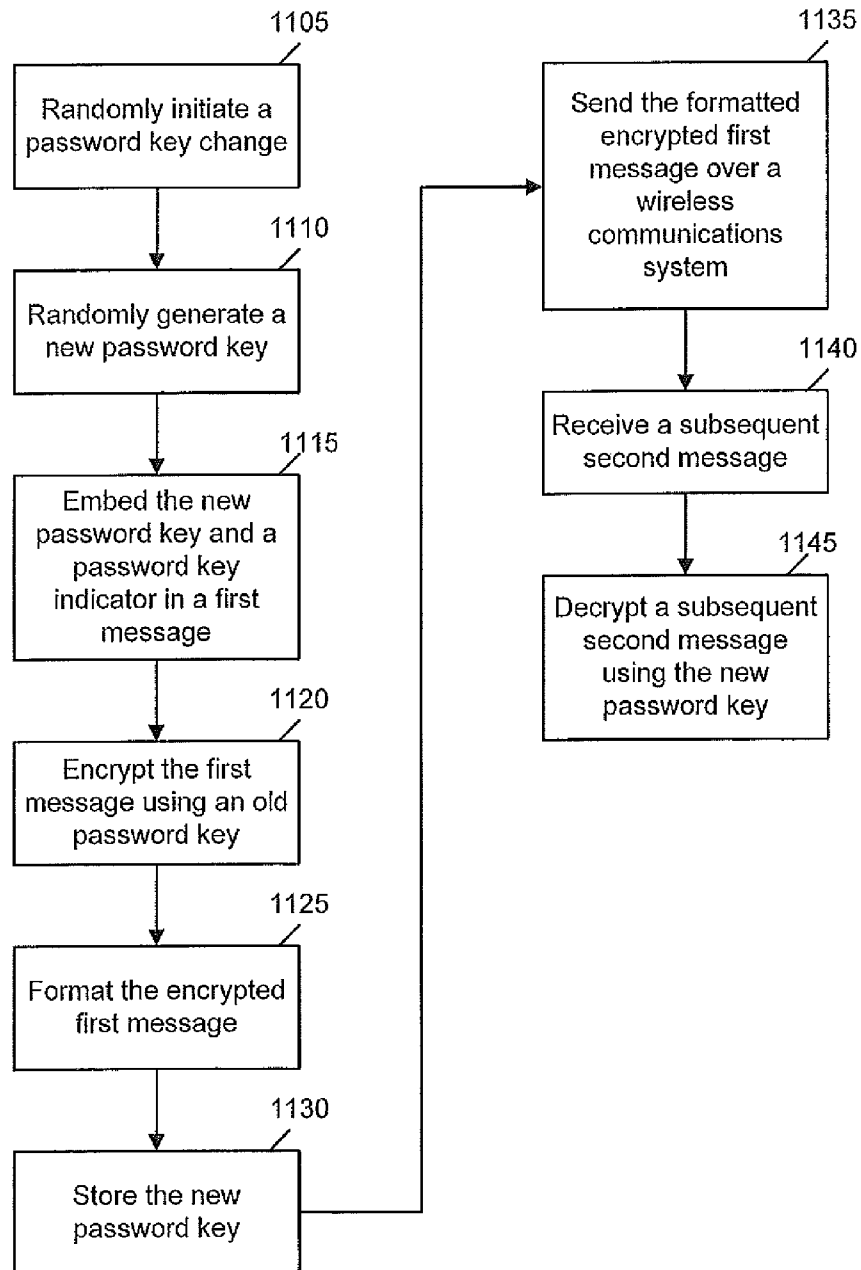 1105
Randomly initiate a
password key change
1110
Randomly generate a
new password key
1115
Embed the new
password key and a
password key
indicator in a first
message
1120
Encrypt the first
message using an old
password key
1125
Format the encrypted
first message
1130
Store the new
password key
1135
Send the formatted
encrypted first
message over a
wireless
communications
system
1140
Receive a subsequent
second message
1145
Decrypt a subsequent
second message
using the new
password key